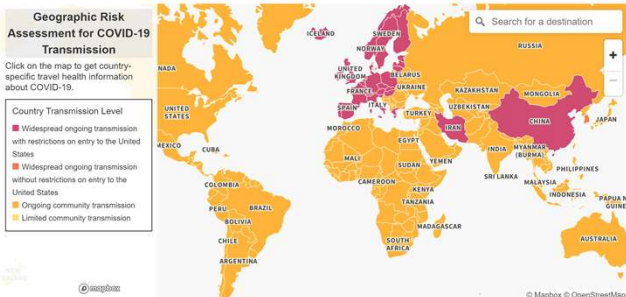 Geographic Risk
Assessment for COVID-19
Transmission
Click on the map to get country-
specific travel health information
about COVID-19.
Country Transmission Level
Widespread ongoing transmission
with restrictions on entry to the United
States
Widespread ongoing transmission
without restrictions on entry to the
United States
Ongoing community transmission
Limited community transmission
Search for a destination
+
−
ICELAND
SWEDEN
NORWAY
RUSSIA
NADA
UNITED
KINGDOM
BELARUS
UKRAINE
FRANCE
KAZAKHSTAN
MONGOLIA
UNITED
STATES
SPAIN
ITALY
TURKEY
UZBEKISTAN
CHINA
JAPAN
MOROCCO
IRAN
MEXICO
CUBA
EGYPT
INDIA
MYANMAR
(BURMA)
MALI
SUDAN
YEMEN
PHILIPPINES
COLOMBIA
CAMEROON
KENYA
SRI LANKA
MALAYSIA
PERU
BRAZIL
TANZANIA
INDONESIA
PAPUA N
GUINE
BOLIVIA
MADAGASCAR
CHILE
SOUTH
AFRICA
AUSTRALIA
ARGENTINA
NEW
mapbox
© Mapbox © OpenStreetMap